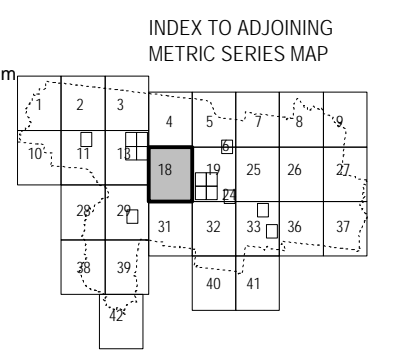 INDEX TO ADJOINING
METRIC SERIES MAP
m
1 2 3 4 5 7 8 9
6
10 11 13 18 19 25 26 27
24
28 29 31 32 33 36 37
38 39 40 41
42